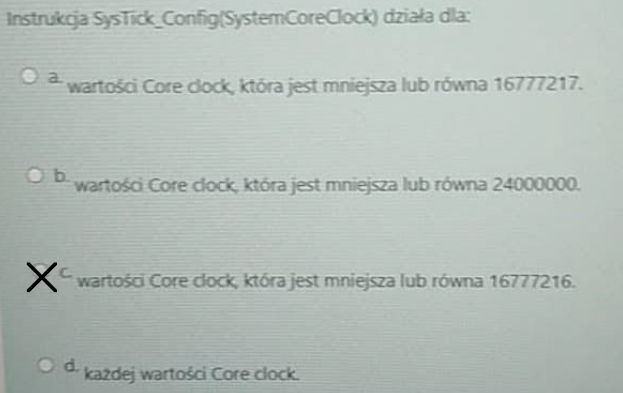 Instrukcja SysTick_Config(SystemCoreClock) działa dla:
a. wartości Core clock, która jest mniejsza lub równa 16777217.
b. wartości Core clock, która jest mniejsza lub równa 24000000.
c. wartości Core clock, która jest mniejsza lub równa 16777216.
d. każdej wartości Core clock.